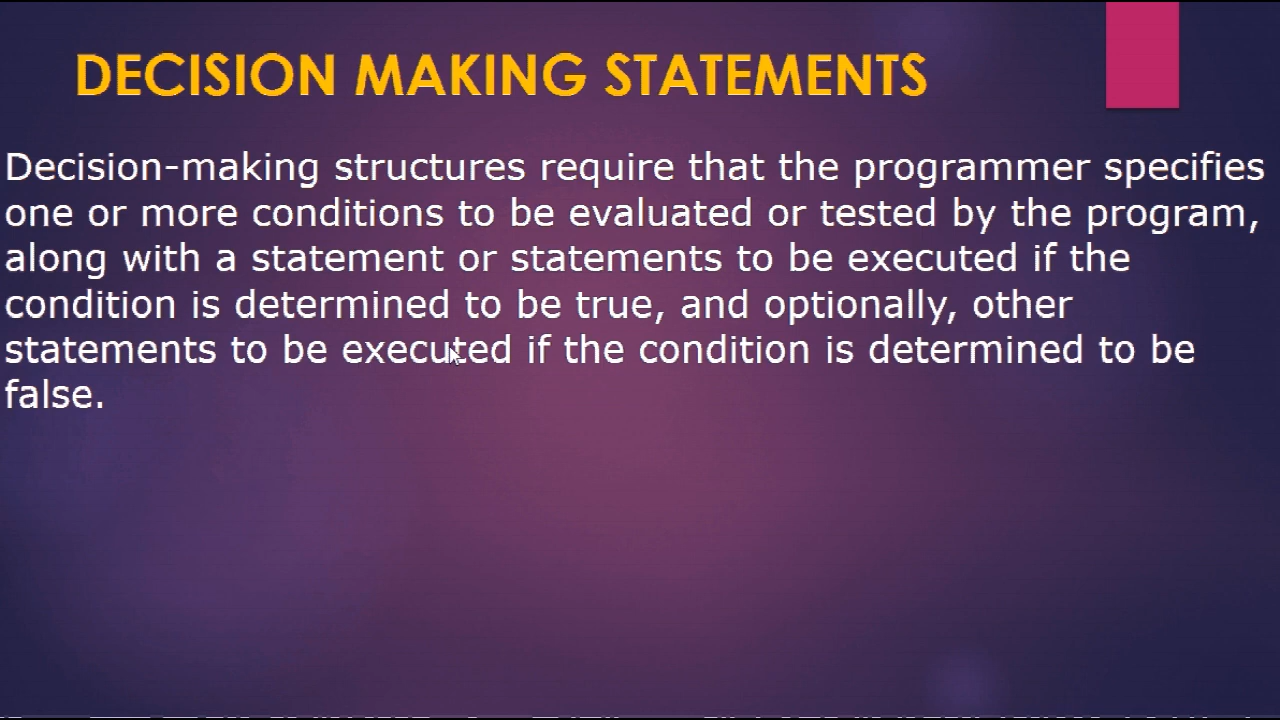 DECISION MAKING STATEMENTS
Decision-making structures require that the programmer specifies
one or more conditions to be evaluated or tested by the program,
along with a statement or statements to be executed if the
condition is determined to be true, and optionally, other
statements to be executed if the condition is determined to be
false.